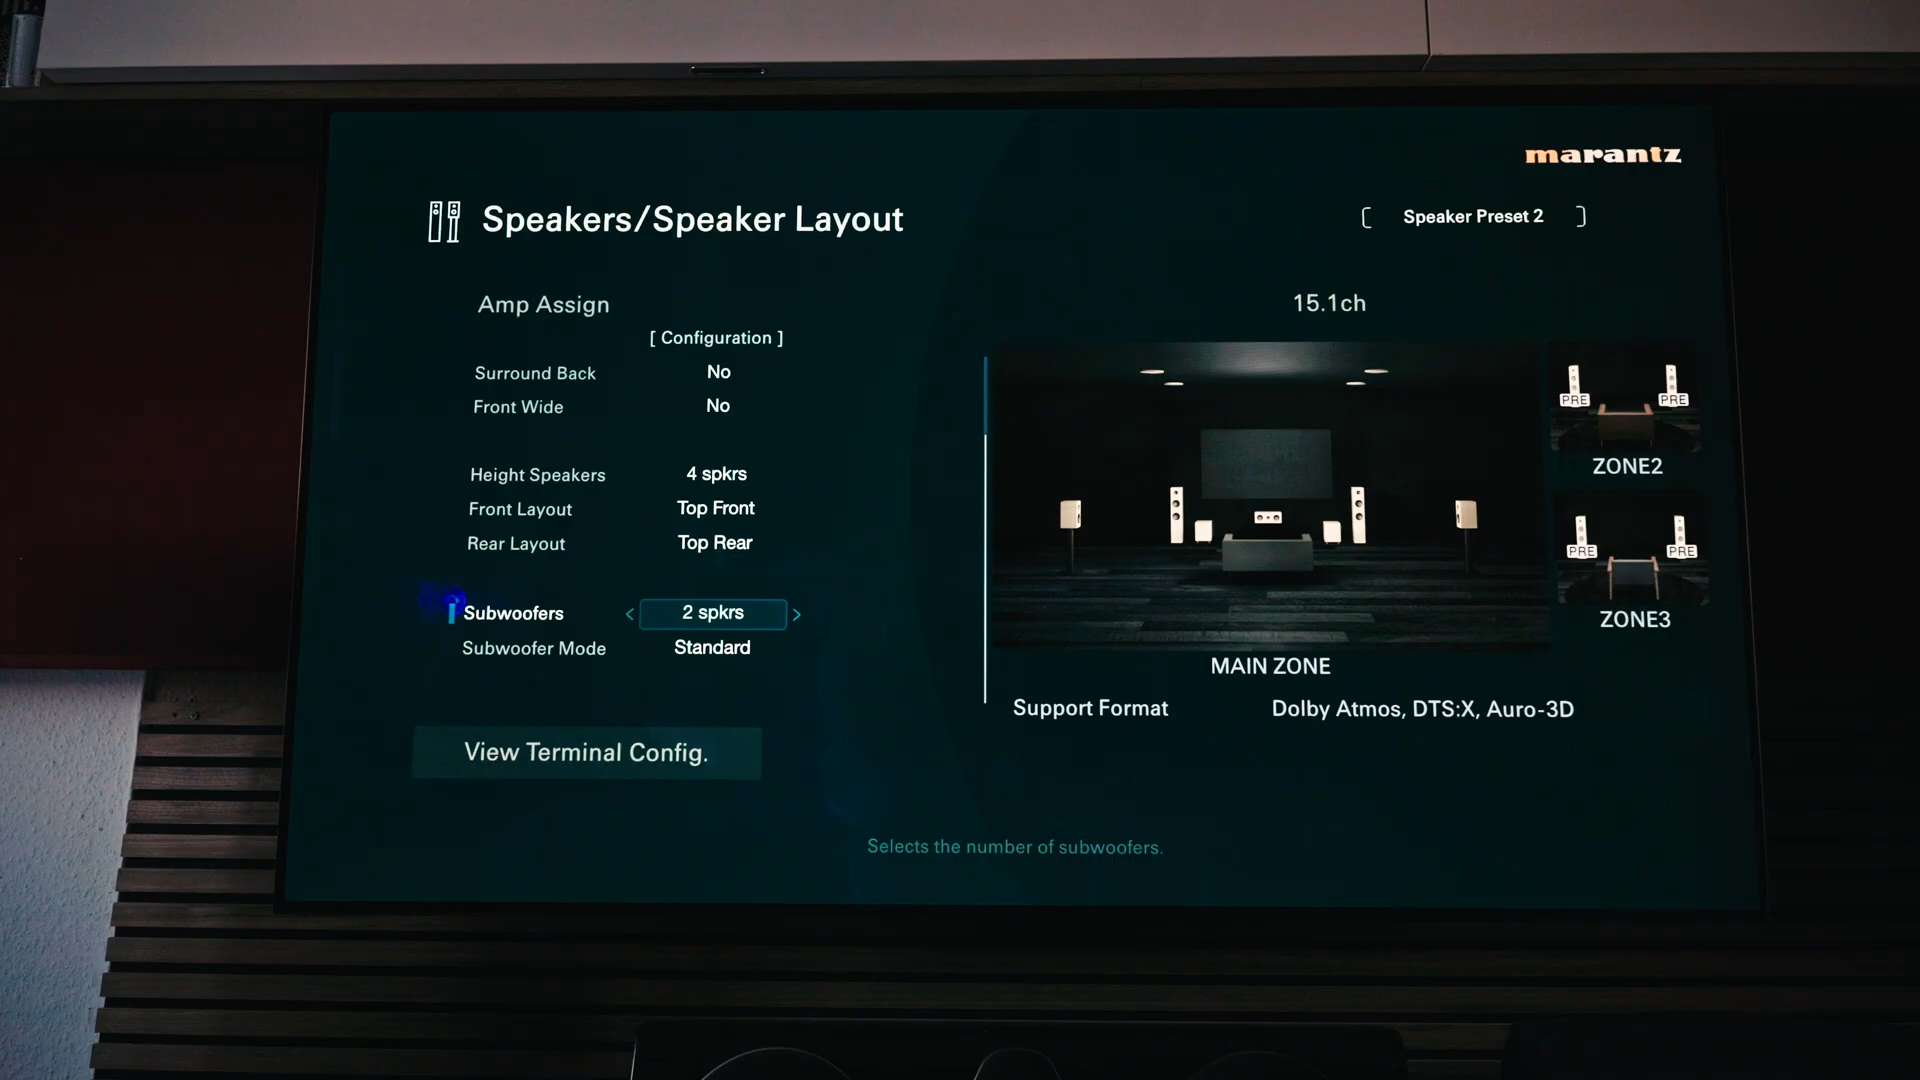 marantz
Speakers/Speaker Layout
Speaker Preset 2
Amp Assign
15.1ch
[ Configuration ]
Surround Back No
Front Wide No
PRE PRE
ZONE2
Height Speakers 4 spkrs
Front Layout Top Front
Rear Layout Top Rear
PRE PRE
ZONE3
Subwoofers < 2 spkrs >
Subwoofer Mode Standard
MAIN ZONE
Support Format Dolby Atmos, DTS:X, Auro-3D
View Terminal Config.
Selects the number of subwoofers.